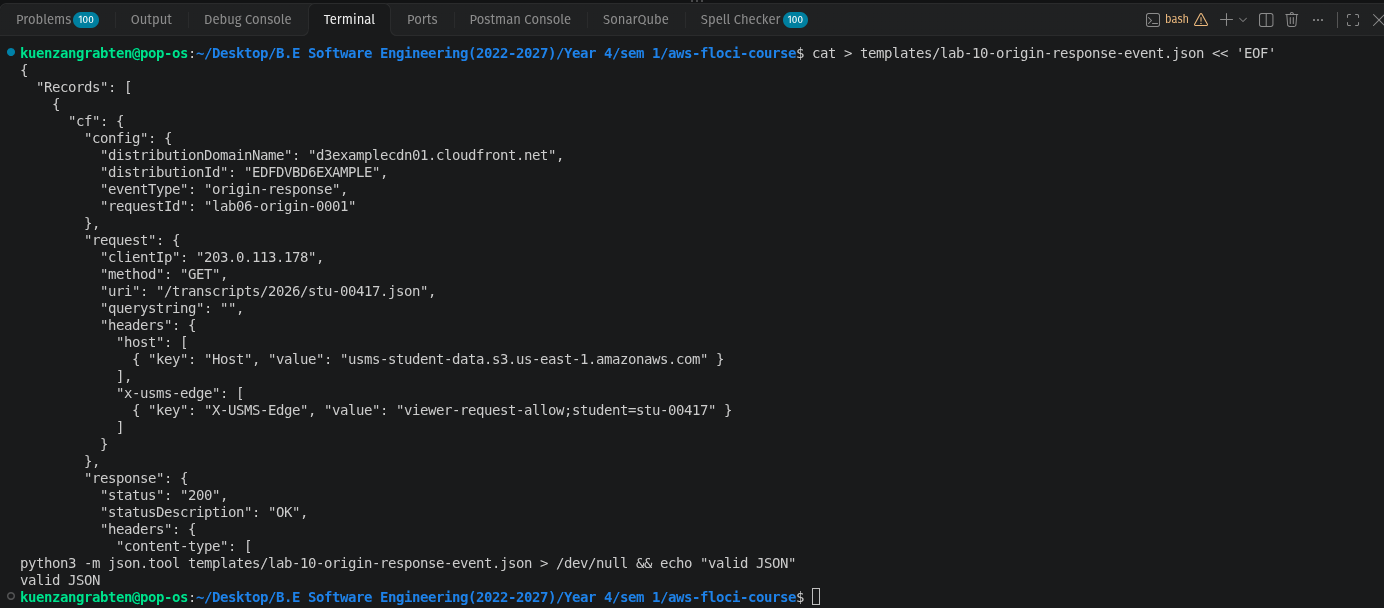 Problems 100 Output Debug Console Terminal Ports Postman Console SonarQube Spell Checker 100 bash
kuenzangrabten@pop-os:~/Desktop/B.E Software Engineering(2022-2027)/Year 4/sem 1/aws-floci-course$ cat > templates/lab-10-origin-response-event.json << 'EOF'
{
  "Records": [
    {
      "cf": {
        "config": {
          "distributionDomainName": "d3examplecdn01.cloudfront.net",
          "distributionId": "EDFDVBD6EXAMPLE",
          "eventType": "origin-response",
          "requestId": "lab06-origin-0001"
        },
        "request": {
          "clientIp": "203.0.113.178",
          "method": "GET",
          "uri": "/transcripts/2026/stu-00417.json",
          "querystring": "",
          "headers": {
            "host": [
              { "key": "Host", "value": "usms-student-data.s3.us-east-1.amazonaws.com" }
            ],
            "x-usms-edge": [
              { "key": "X-USMS-Edge", "value": "viewer-request-allow;student=stu-00417" }
            ]
          }
        },
        "response": {
          "status": "200",
          "statusDescription": "OK",
          "headers": {
            "content-type": [
python3 -m json.tool templates/lab-10-origin-response-event.json > /dev/null && echo "valid JSON"
valid JSON
kuenzangrabten@pop-os:~/Desktop/B.E Software Engineering(2022-2027)/Year 4/sem 1/aws-floci-course$